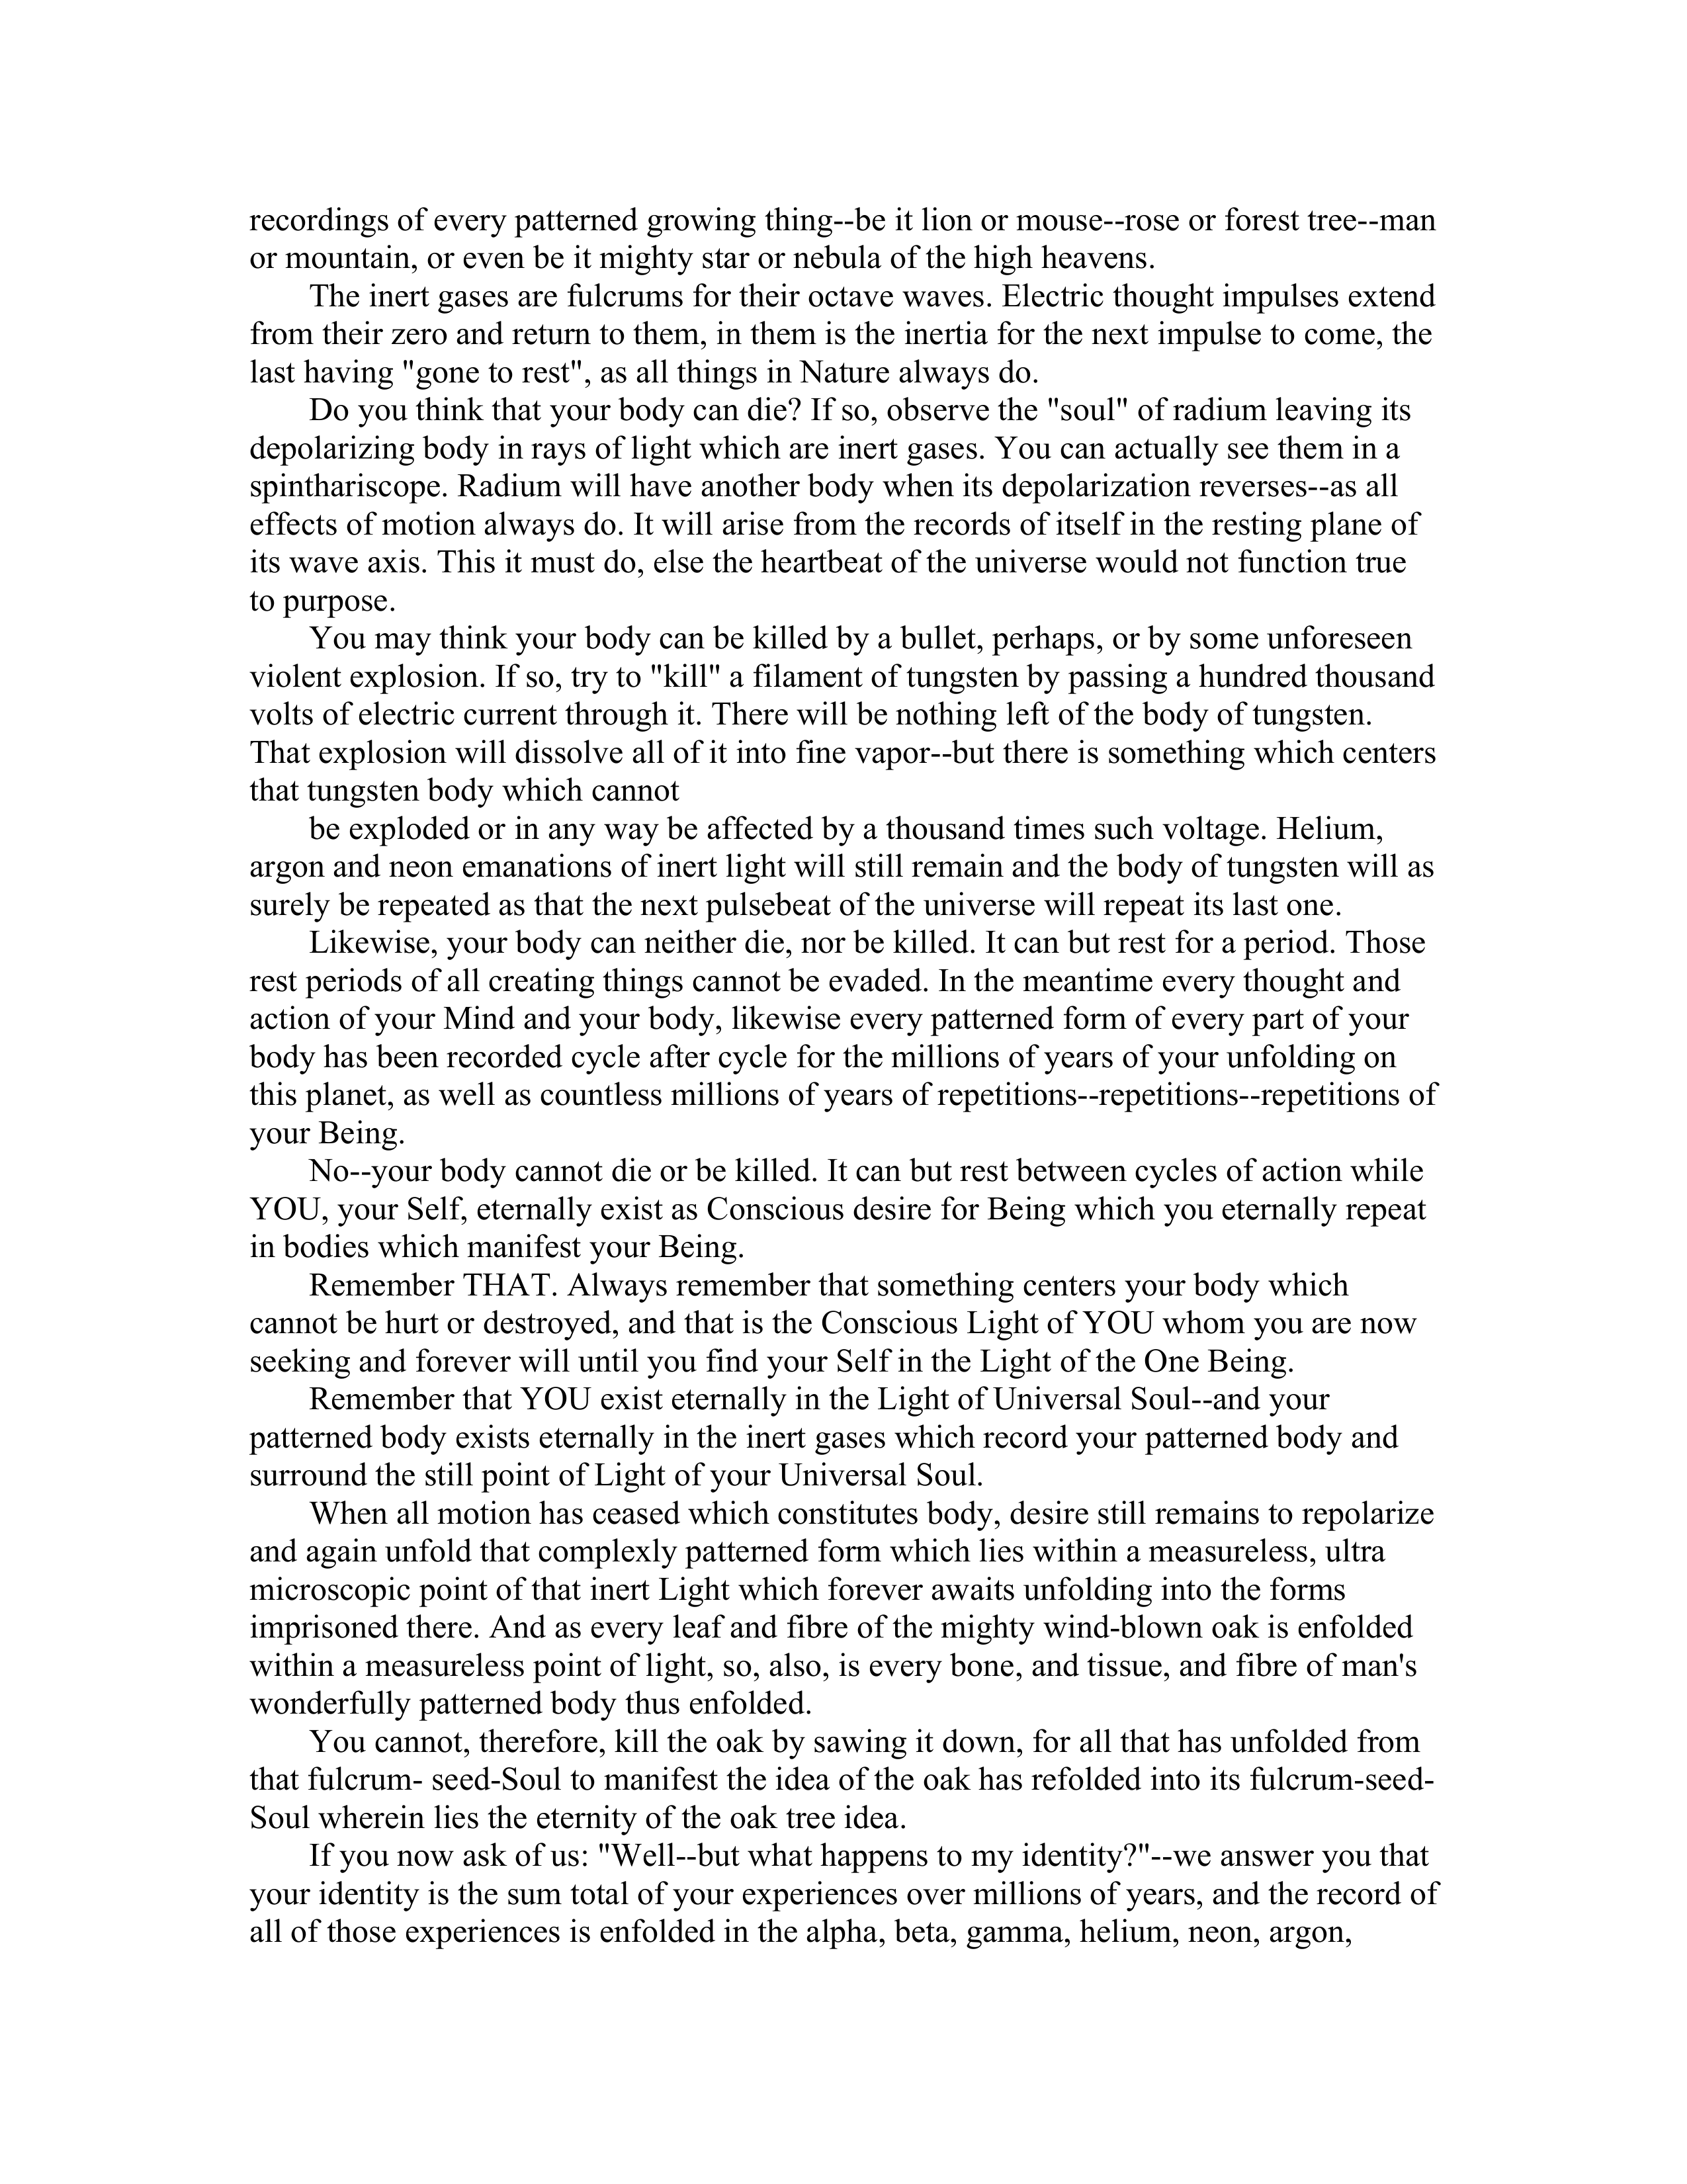 recordings of every patterned growing thing--be it lion or mouse--rose or forest tree--man
or mountain, or even be it mighty star or nebula of the high heavens.
The inert gases are fulcrums for their octave waves. Electric thought impulses extend
from their zero and return to them, in them is the inertia for the next impulse to come, the
last having "gone to rest", as all things in Nature always do.
Do you think that your body can die? If so, observe the "soul" of radium leaving its
depolarizing body in rays of light which are inert gases. You can actually see them in a
spinthariscope. Radium will have another body when its depolarization reverses--as all
effects of motion always do. It will arise from the records of itself in the resting plane of
its wave axis. This it must do, else the heartbeat of the universe would not function true
to purpose.
You may think your body can be killed by a bullet, perhaps, or by some unforeseen
violent explosion. If so, try to "kill" a filament of tungsten by passing a hundred thousand
volts of electric current through it. There will be nothing left of the body of tungsten.
That explosion will dissolve all of it into fine vapor--but there is something which centers
that tungsten body which cannot
be exploded or in any way be affected by a thousand times such voltage. Helium,
argon and neon emanations of inert light will still remain and the body of tungsten will as
surely be repeated as that the next pulsebeat of the universe will repeat its last one.
Likewise, your body can neither die, nor be killed. It can but rest for a period. Those
rest periods of all creating things cannot be evaded. In the meantime every thought and
action of your Mind and your body, likewise every patterned form of every part of your
body has been recorded cycle after cycle for the millions of years of your unfolding on
this planet, as well as countless millions of years of repetitions--repetitions--repetitions of
your Being.
No--your body cannot die or be killed. It can but rest between cycles of action while
YOU, your Self, eternally exist as Conscious desire for Being which you eternally repeat
in bodies which manifest your Being.
Remember THAT. Always remember that something centers your body which
cannot be hurt or destroyed, and that is the Conscious Light of YOU whom you are now
seeking and forever will until you find your Self in the Light of the One Being.
Remember that YOU exist eternally in the Light of Universal Soul--and your
patterned body exists eternally in the inert gases which record your patterned body and
surround the still point of Light of your Universal Soul.
When all motion has ceased which constitutes body, desire still remains to repolarize
and again unfold that complexly patterned form which lies within a measureless, ultra
microscopic point of that inert Light which forever awaits unfolding into the forms
imprisoned there. And as every leaf and fibre of the mighty wind-blown oak is enfolded
within a measureless point of light, so, also, is every bone, and tissue, and fibre of man's
wonderfully patterned body thus enfolded.
You cannot, therefore, kill the oak by sawing it down, for all that has unfolded from
that fulcrum- seed-Soul to manifest the idea of the oak has refolded into its fulcrum-seed-
Soul wherein lies the eternity of the oak tree idea.
If you now ask of us: "Well--but what happens to my identity?"--we answer you that
your identity is the sum total of your experiences over millions of years, and the record of
all of those experiences is enfolded in the alpha, beta, gamma, helium, neon, argon,